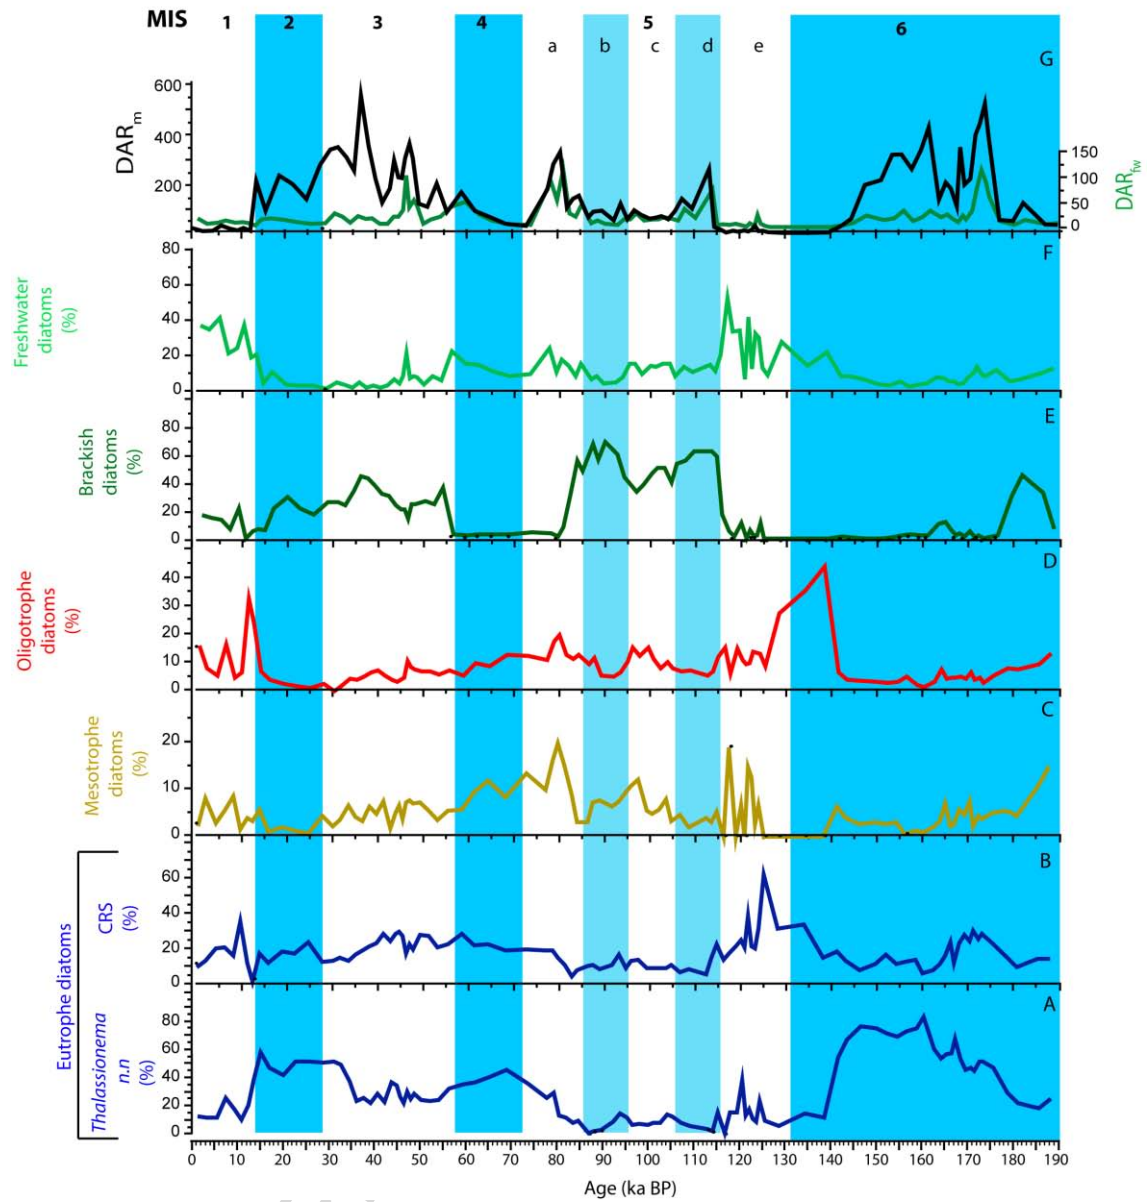 MIS 1 2 3 4 5 6
a b c d e
G
600
400
200
DARm
150
100
50
0
DARfw
F
80
60
40
20
0
Freshwater
diatoms
(%)
E
80
60
40
20
0
Brackish
diatoms
(%)
D
40
30
20
10
0
Oligotrophe
diatoms
(%)
C
20
10
0
Mesotrophe
diatoms
(%)
B
60
40
20
0
CRS
(%)
A
80
60
40
20
0
Thalassionema
n.n
(%)
Eutrophe diatoms
0 10 20 30 40 50 60 70 80 90 100 110 120 130 140 150 160 170 180 190
Age (ka BP)